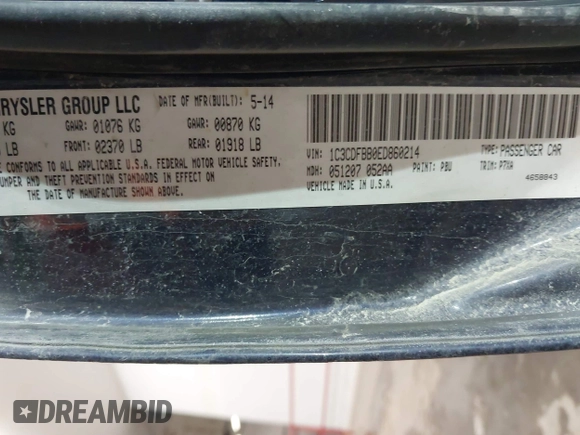 RYSLER GROUP LLC DATE OF MFR(BUILT): 5-14
KG GAWR: 01076 KG GAWR: 00870 KG
LB FRONT: 02370 LB REAR: 01918 LB
E CONFORMS TO ALL APPLICABLE U.S.A. FEDERAL MOTOR VEHICLE SAFETY,
UMPER AND THEFT PREVENTION STANDARDS IN EFFECT ON
THE DATE OF MANUFACTURE SHOWN ABOVE.
VIN: 1C3CDFBB0ED860214 TYPE: PASSENGER CAR
MDH: 051207 052AA PAINT: PBU TRIM: P7XA
MADE IN U.S.A. 4658843
DREAMBID